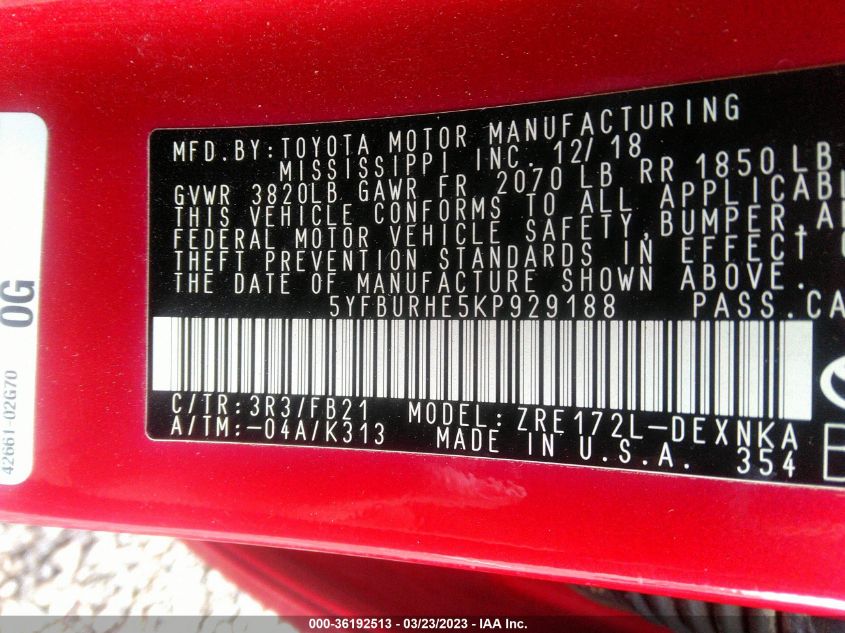 MFD.BY:TOYOTA MOTOR MANUFACTURING
MISSISSIPPI INC. 12/18
GVWR 3820LB GAWR FR 2070 LB RR 1850 LB
THIS VEHICLE CONFORMS TO ALL APPLICABL
FEDERAL MOTOR VEHICLE SAFETY,BUMPER,A
THEFT PREVENTION STANDARDS IN EFFECT
THE DATE OF MANUFACTURE SHOWN ABOVE.
5YFBURHE5KP929188 PASS.CA
C/TR:3R3/FB21 MODEL:ZRE172L-DEXNKA
A/TM:-04A/K313 MADE IN U.S.A. 354
0G
42661-02G70
000-36192513 - 03/23/2023 - IAA Inc.